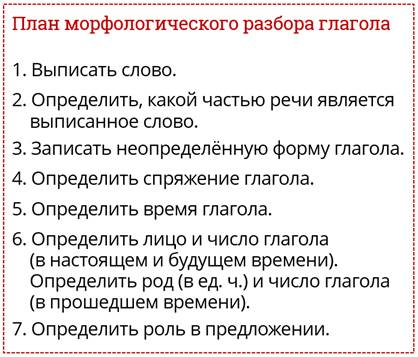 План морфологического разбора глагола
1. Выписать слово.
2. Определить, какой частью речи является
выписанное слово.
3. Записать неопределённую форму глагола.
4. Определить спряжение глагола.
5. Определить время глагола.
6. Определить лицо и число глагола
(в настоящем и будущем времени).
Определить род (в ед. ч.) и число глагола
(в прошедшем времени).
7. Определить роль в предложении.